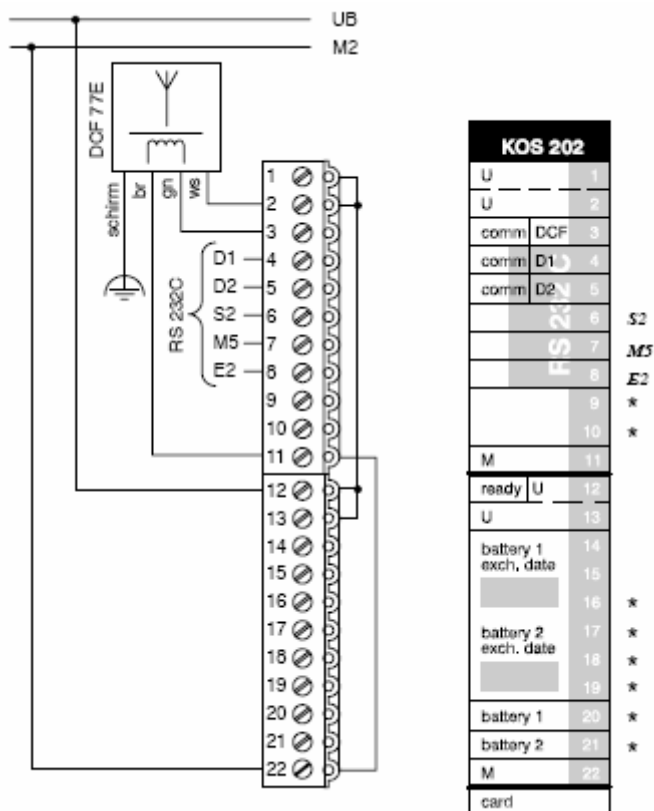 UB
M2
DCF 77E
schirm
br
gn
ws
1
2
3
4
5
6
7
8
9
10
11
12
13
14
15
16
17
18
19
20
21
22
RS 232C
D1
D2
S2
M5
E2
KOS 202
U 1
U 2
comm DCF 3
comm D1 4
comm D2 5
RS 232 C
6 S2
7 M5
8 E2
9 *
10 *
M 11
ready U 12
U 13
battery 1 14
exch. date
15
16 *
battery 2 17 *
exch. date
18 *
19 *
battery 1 20 *
battery 2 21 *
M 22
card